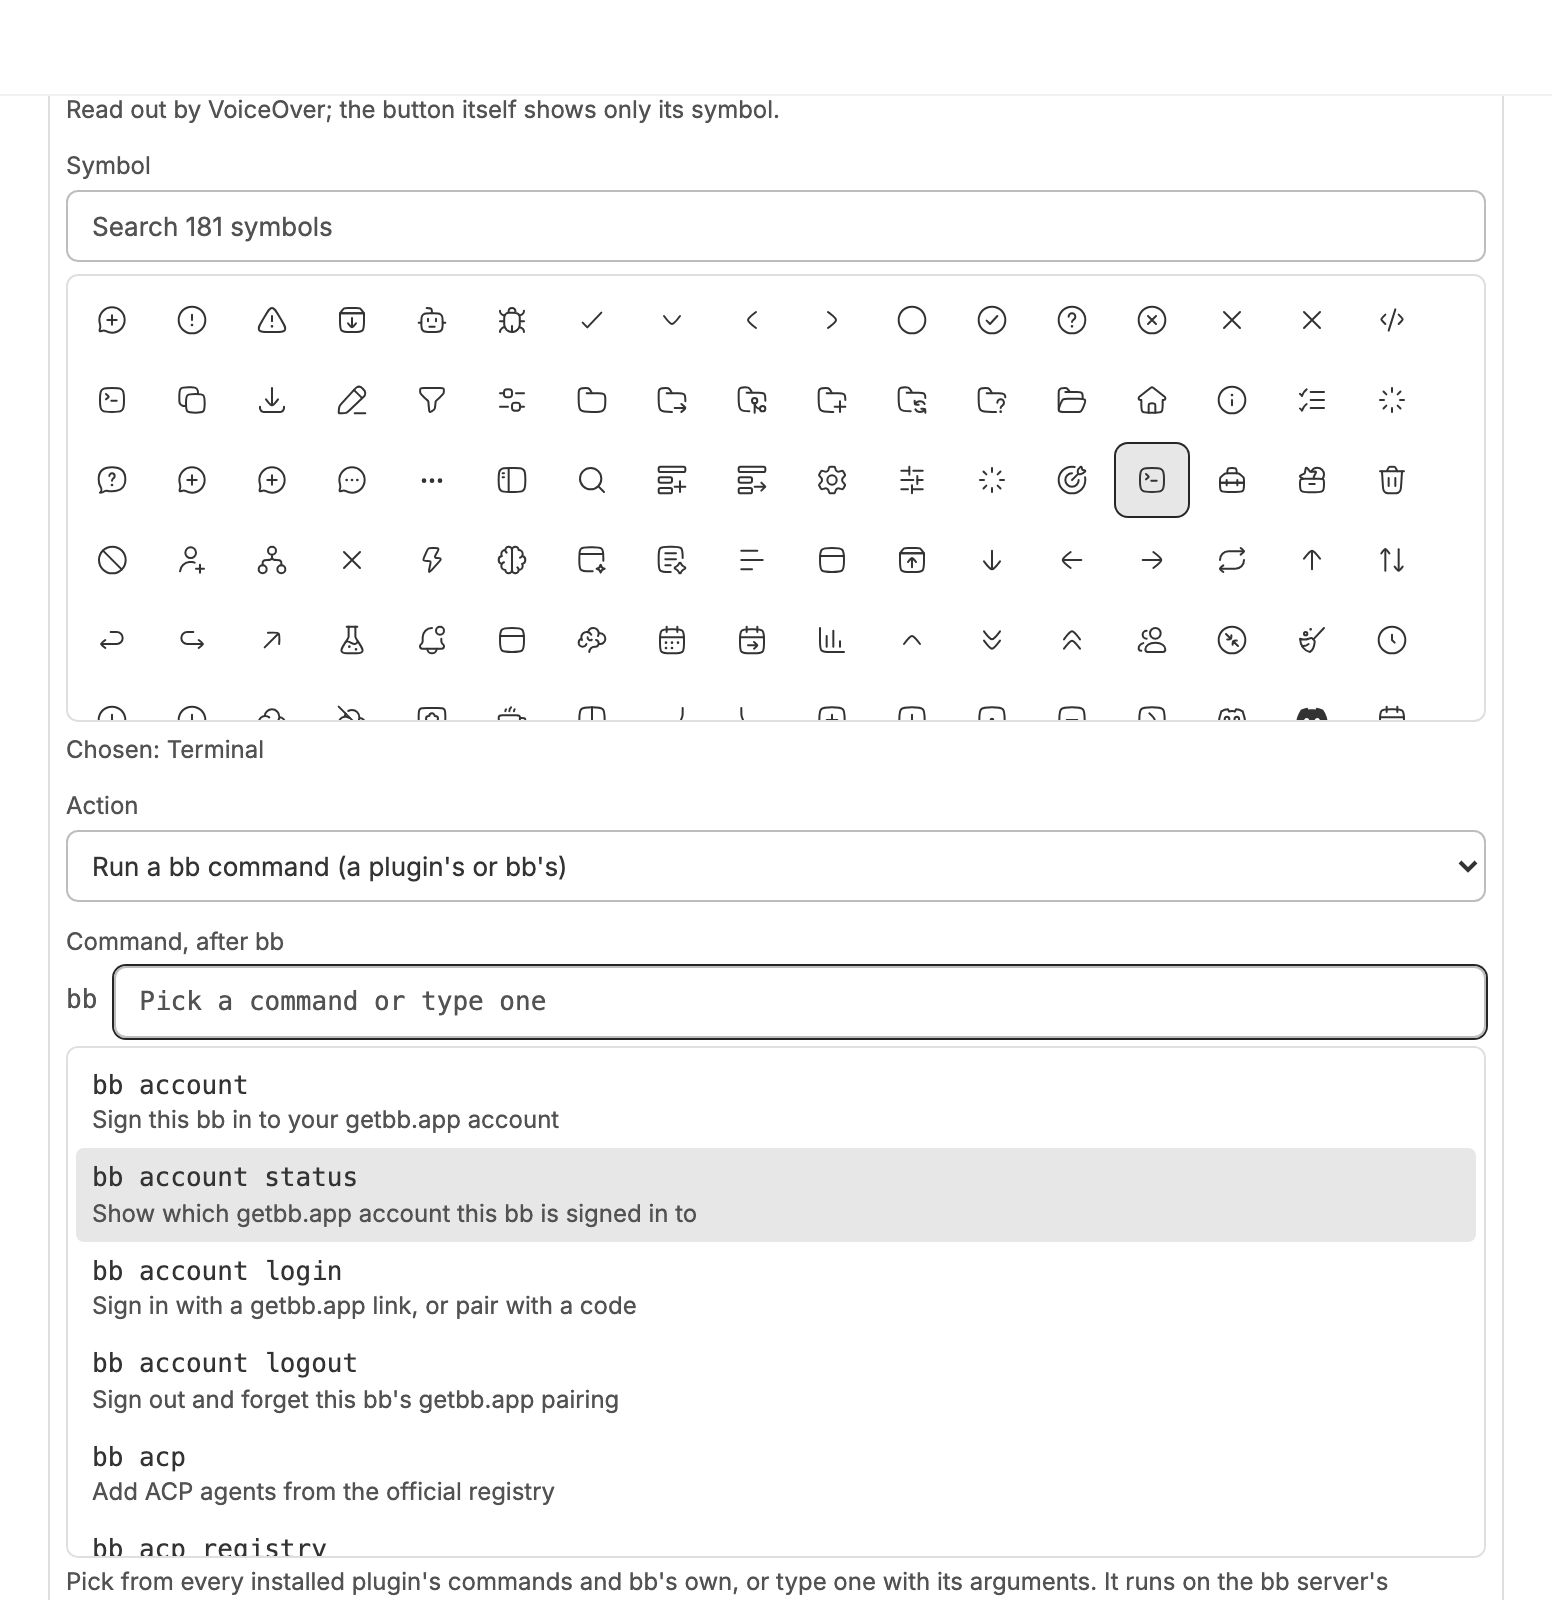 Read out by VoiceOver; the button itself shows only its symbol.
Symbol
Search 181 symbols
Chosen: Terminal
Action
Run a bb command (a plugin's or bb's)
Command, after bb
bb Pick a command or type one
bb account
Sign this bb in to your getbb.app account
bb account status
Show which getbb.app account this bb is signed in to
bb account login
Sign in with a getbb.app link, or pair with a code
bb account logout
Sign out and forget this bb's getbb.app pairing
bb acp
Add ACP agents from the official registry
bb acp registry
Pick from every installed plugin's commands and bb's own, or type one with its arguments. It runs on the bb server's